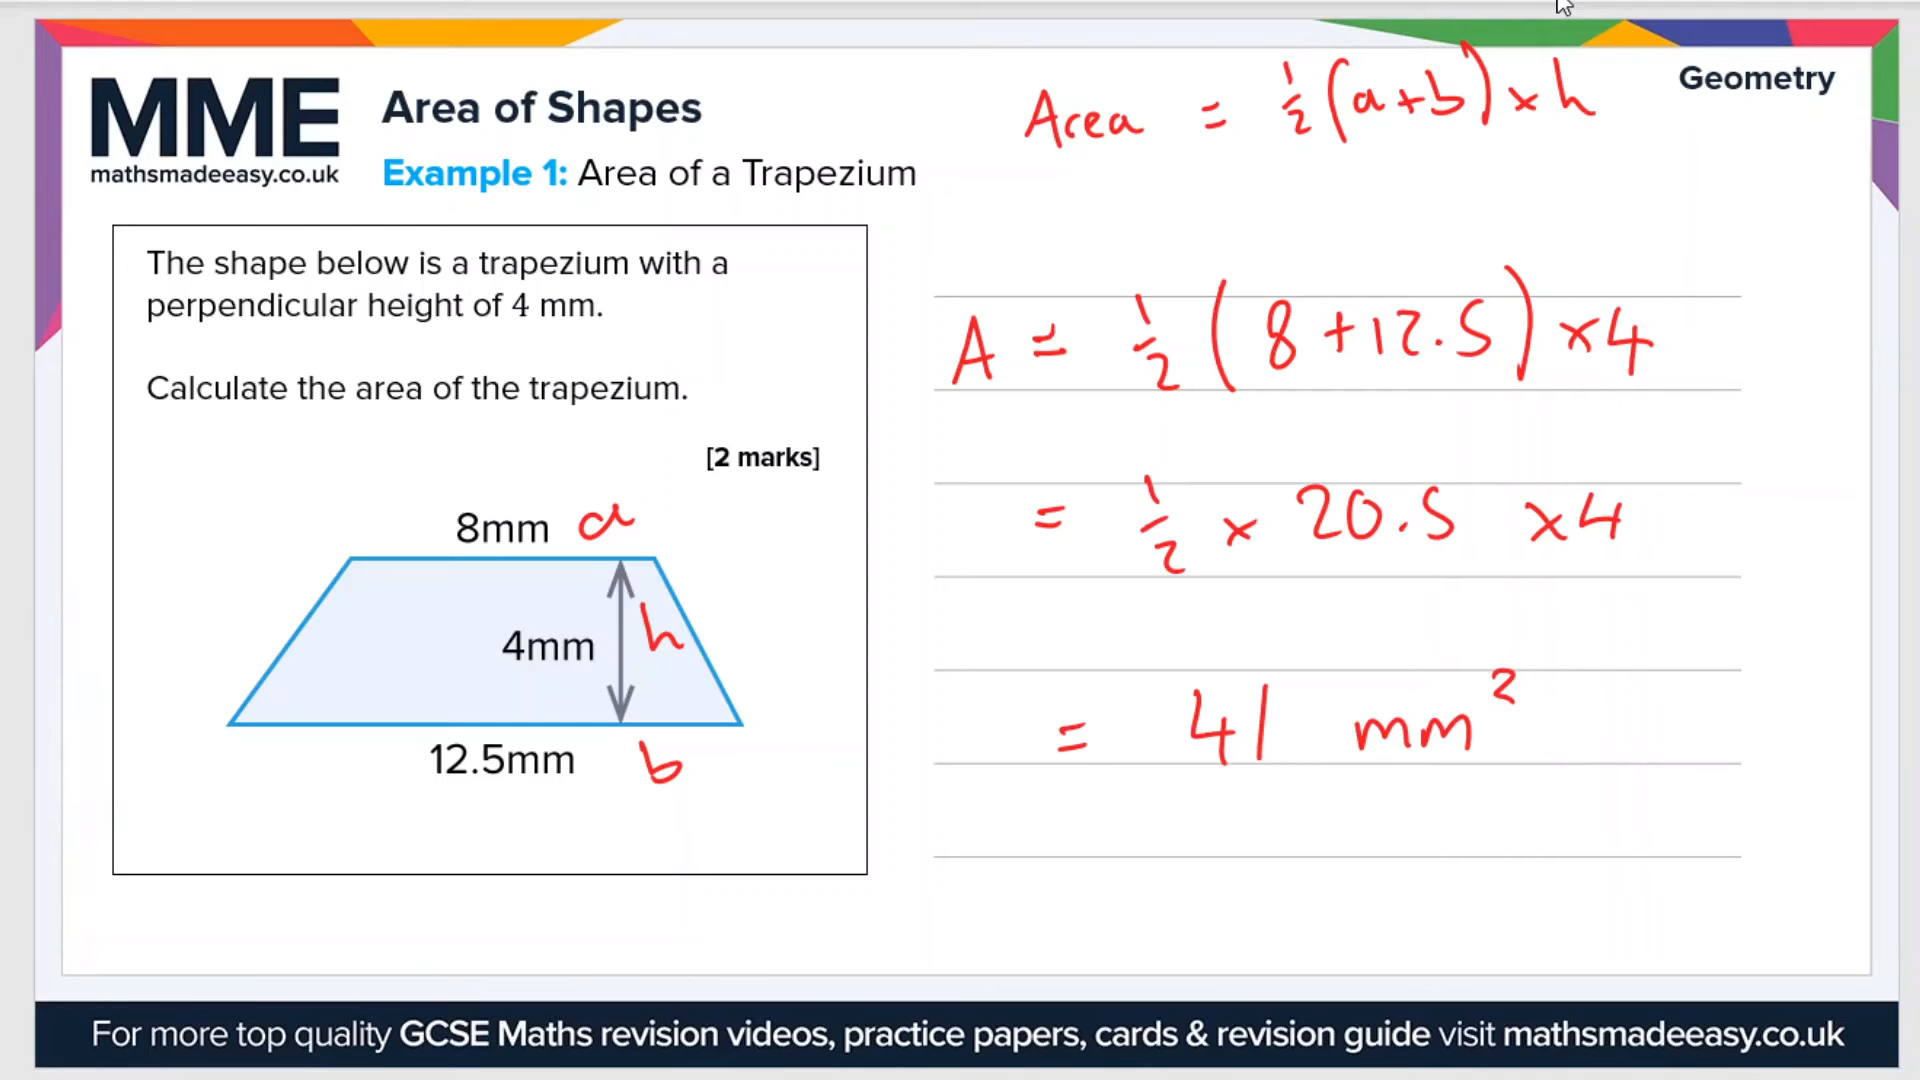 MME
mathsmadeeasy.co.uk
Area of Shapes
Example 1: Area of a Trapezium
Geometry
Area = 1/2 (a+b) × h
The shape below is a trapezium with a
perpendicular height of 4 mm.
Calculate the area of the trapezium.
[2 marks]
8mm a
4mm h
12.5mm b
A = 1/2 (8 + 12.5) × 4
= 1/2 × 20.5 × 4
= 41 mm²
For more top quality GCSE Maths revision videos, practice papers, cards & revision guide visit mathsmadeeasy.co.uk